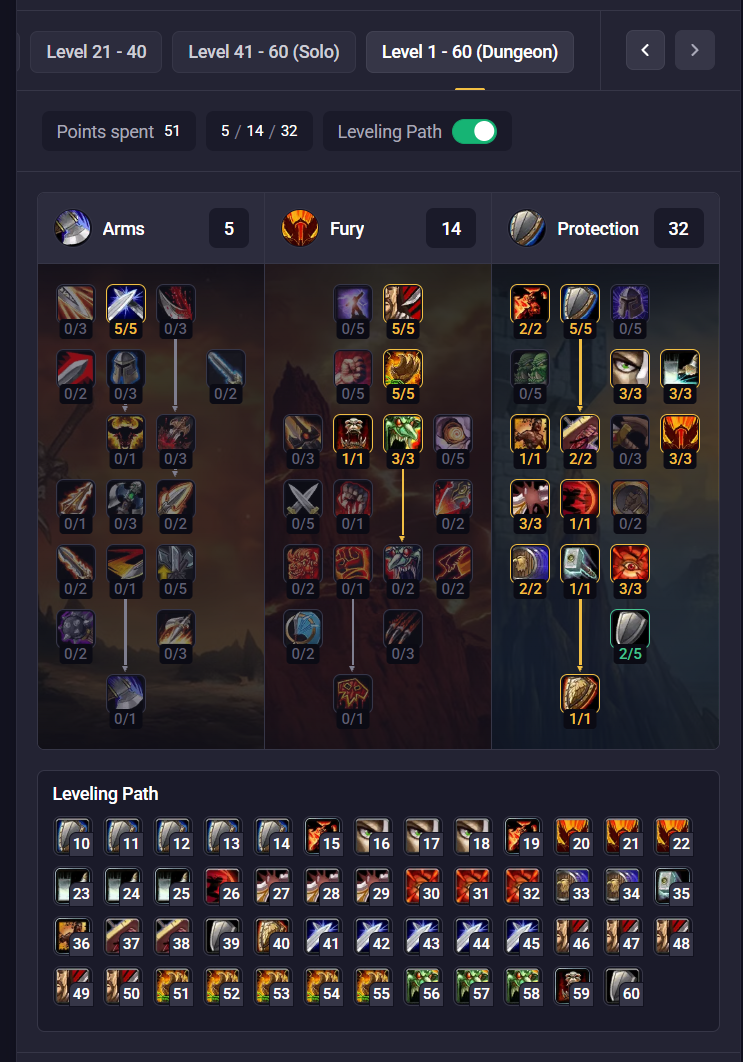 Level 21 - 40 Level 41 - 60 (Solo) Level 1 - 60 (Dungeon)
Points spent 51 5 / 14 / 32 Leveling Path
Arms 5 Fury 14 Protection 32
0/3 5/5 0/3 0/5 5/5 2/2 5/5 0/5
0/2 0/3 0/2 0/5 5/5 0/5 3/3 3/3
0/1 0/3 0/3 1/1 3/3 0/5 1/1 2/2 0/3 3/3
0/1 0/3 0/2 0/5 0/1 0/2 3/3 1/1 0/2
0/2 0/1 0/5 0/2 0/1 0/2 0/2 2/2 1/1 3/3
0/2 0/3 0/2 0/3 2/5
0/1 0/1 1/1
Leveling Path
10 11 12 13 14 15 16 17 18 19 20 21 22
23 24 25 26 27 28 29 30 31 32 33 34 35
36 37 38 39 40 41 42 43 44 45 46 47 48
49 50 51 52 53 54 55 56 57 58 59 60